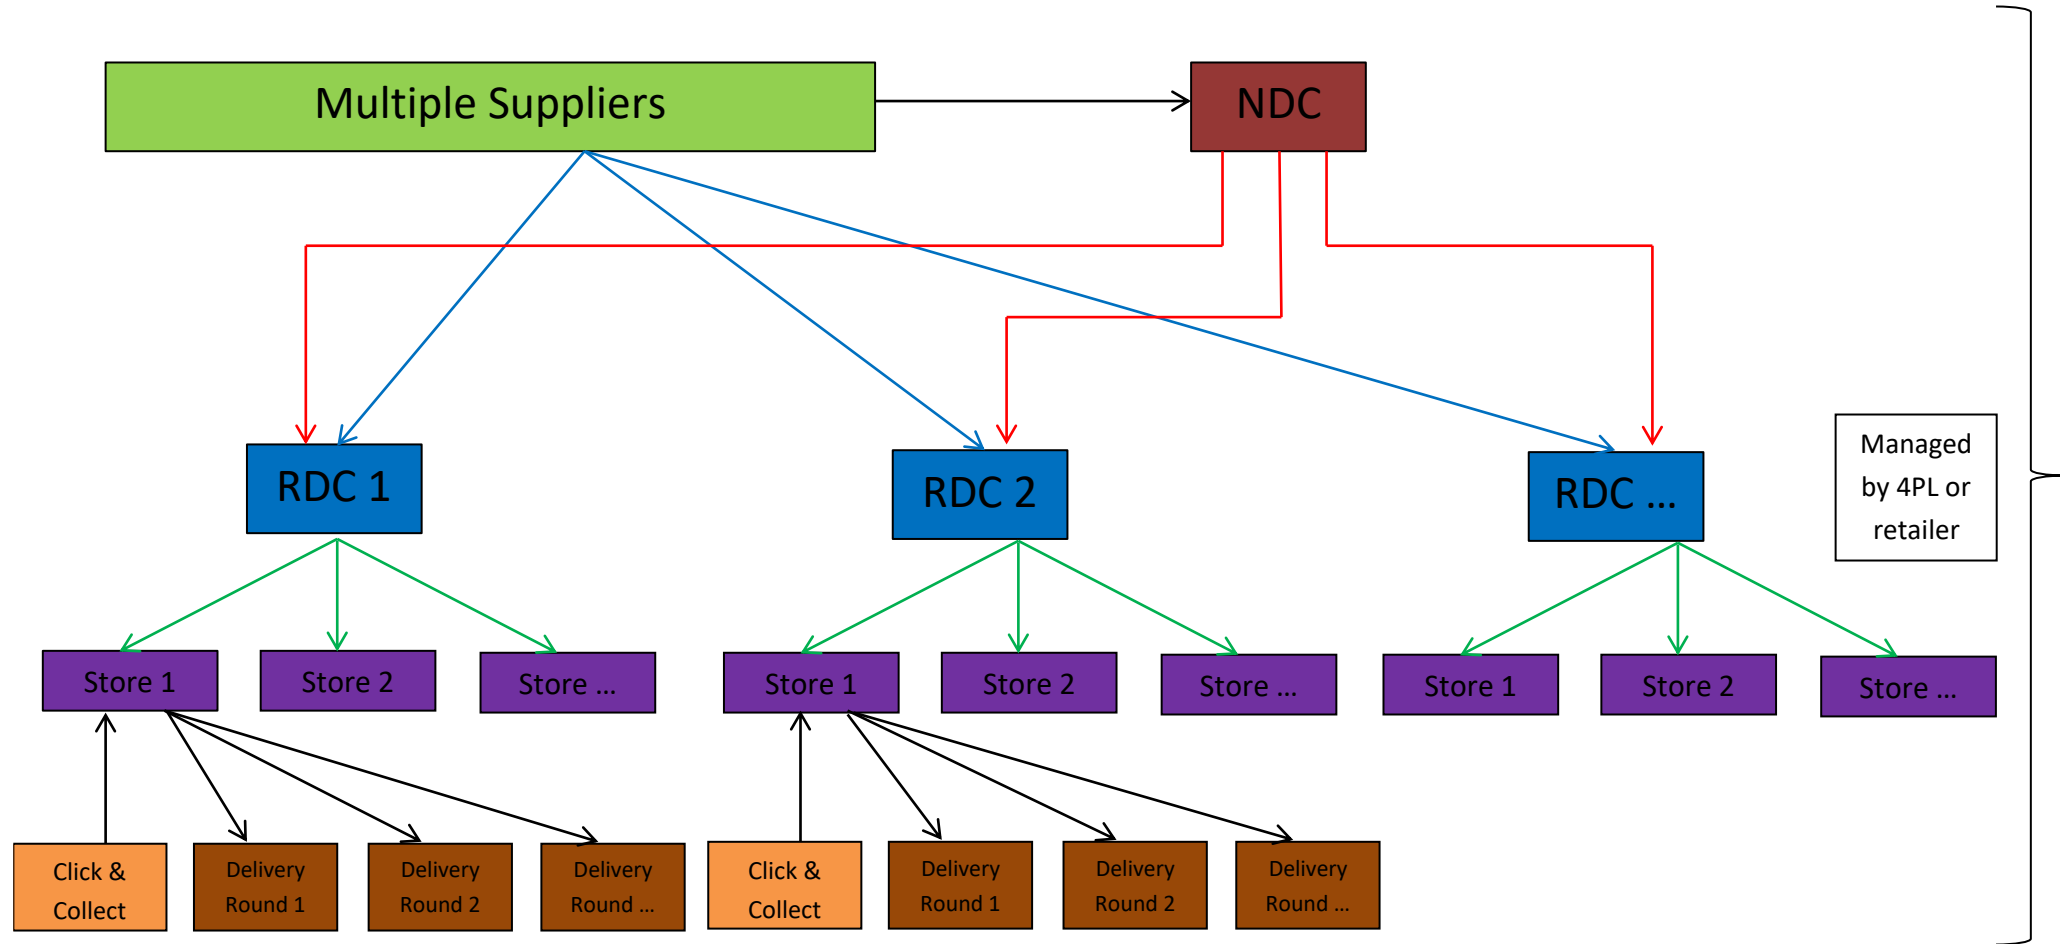 Multiple Suppliers
NDC
RDC 1
RDC 2
RDC ...
Managed
by 4PL or
retailer
Store 1
Store 2
Store ...
Store 1
Store 2
Store ...
Store 1
Store 2
Store ...
Click &
Collect
Delivery
Round 1
Delivery
Round 2
Delivery
Round ...
Click &
Collect
Delivery
Round 1
Delivery
Round 2
Delivery
Round ...